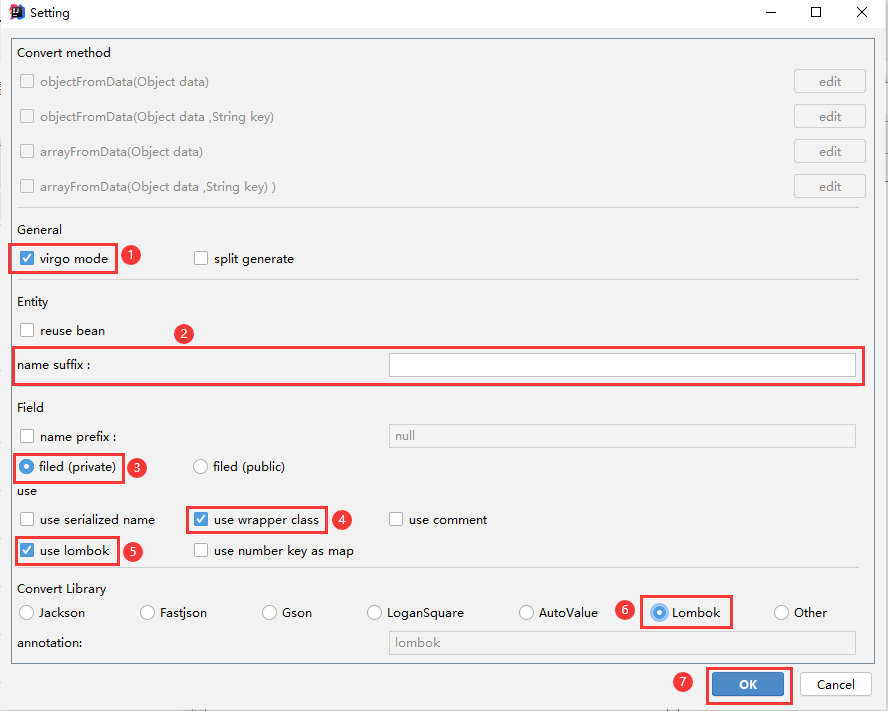 Setting
Convert method
objectFromData(Object data) edit
objectFromData(Object data ,String key) edit
arrayFromData(Object data) edit
arrayFromData(Object data ,String key) ) edit
General
virgo mode 1 split generate
Entity
reuse bean 2
name suffix :
Field
name prefix : null
filed (private) 3 filed (public)
use
use serialized name use wrapper class 4 use comment
use lombok 5 use number key as map
Convert Library
Jackson Fastjson Gson LoganSquare AutoValue 6 Lombok Other
annotation: lombok
7 OK Cancel